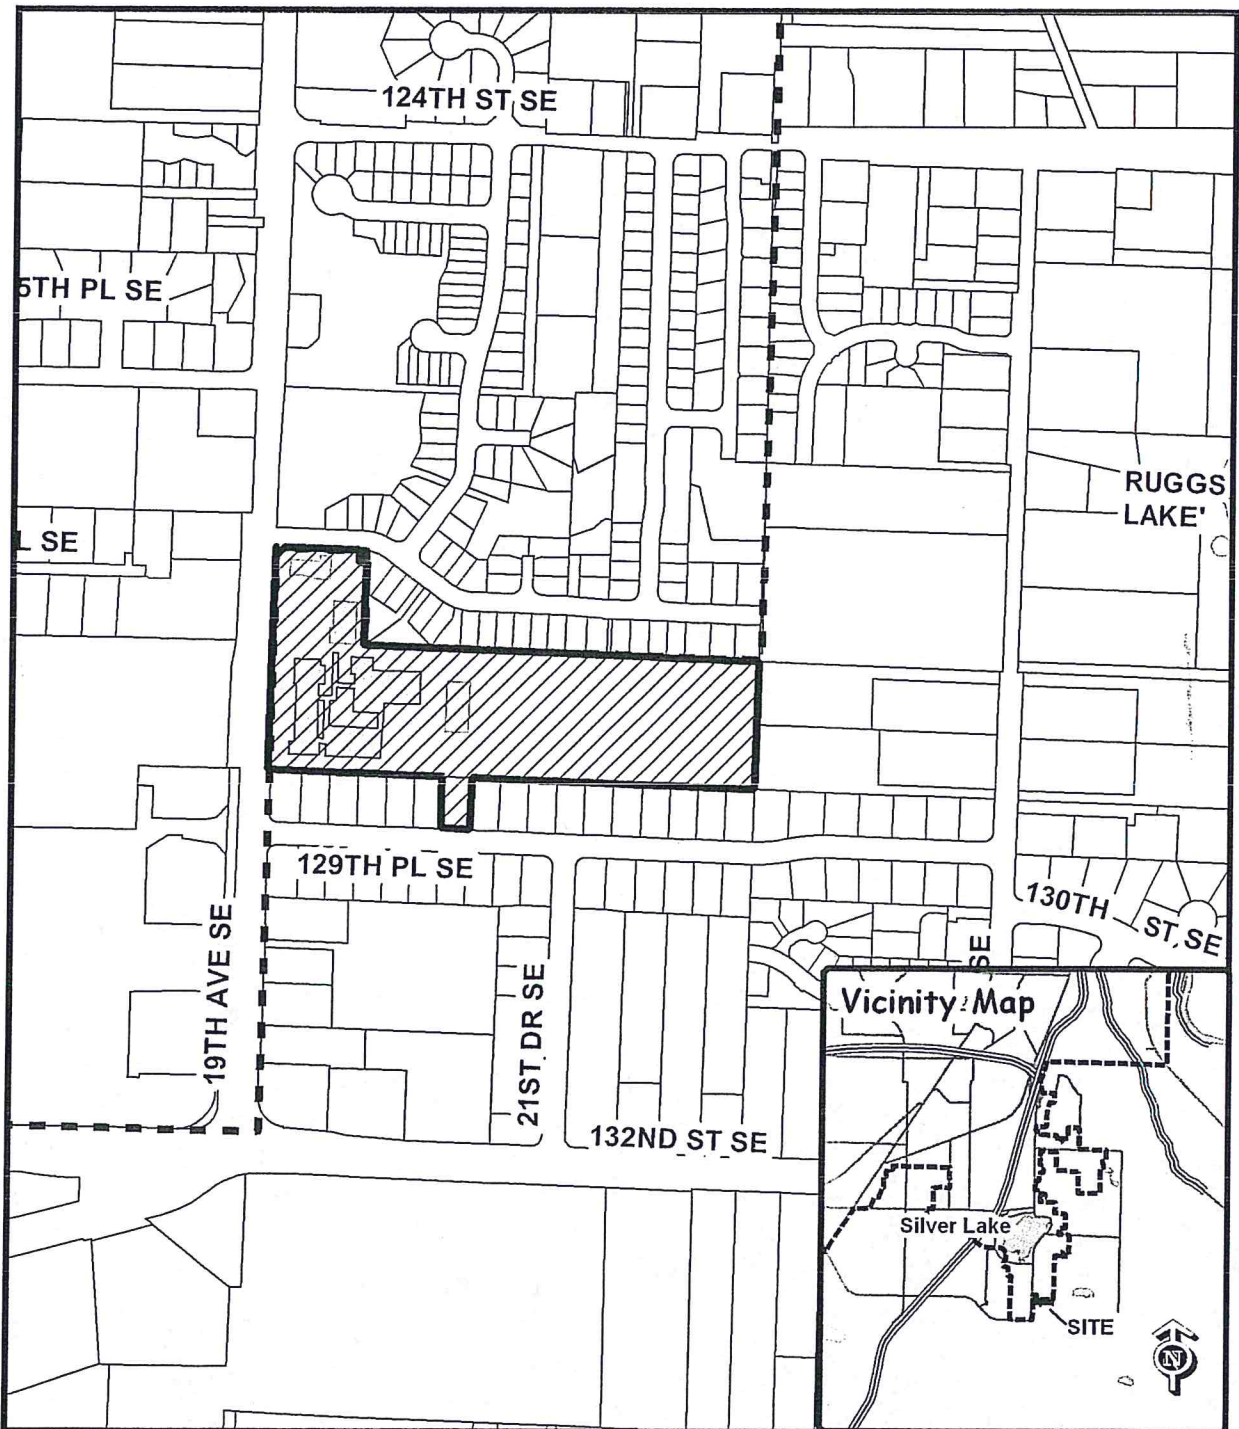 124TH ST SE
5TH PL SE
RUGGS
LAKE'
L SE
129TH PL SE
130TH
ST SE
19TH AVE SE
21ST DR SE
SE
132ND ST SE
Vicinity Map
Silver Lake
SITE
N